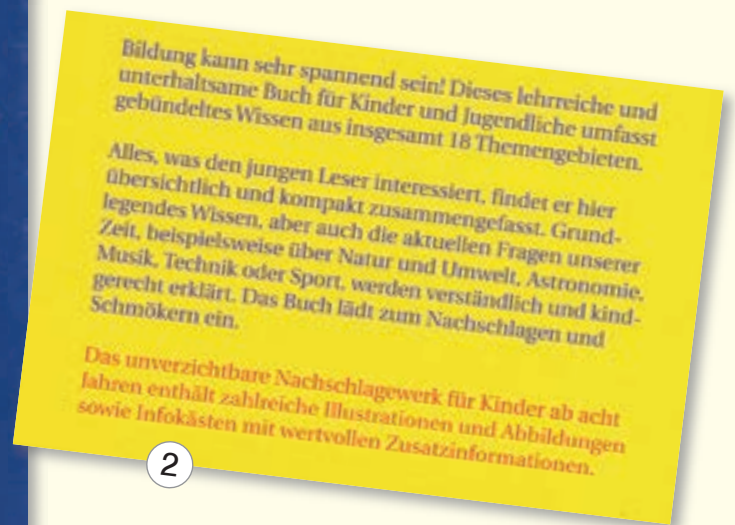 Bildung kann sehr spannend sein! Dieses lehrreiche und
unterhaltsame Buch für Kinder und Jugendliche umfasst
gebündeltes Wissen aus insgesamt 18 Themengebieten.
Alles, was den jungen Leser interessiert, findet er hier
übersichtlich und kompakt zusammengefasst. Grund-
legendes Wissen, aber auch die aktuellen Fragen unserer
Zeit, beispielsweise über Natur und Umwelt, Astronomie,
Musik, Technik oder Sport, werden verständlich und kind-
gerecht erklärt. Das Buch lädt zum Nachschlagen und
Schmökern ein.
Das unverzichtbare Nachschlagewerk für Kinder ab acht
Jahren enthält zahlreiche Illustrationen und Abbildungen
sowie Infokästen mit wertvollen Zusatzinformationen.
2